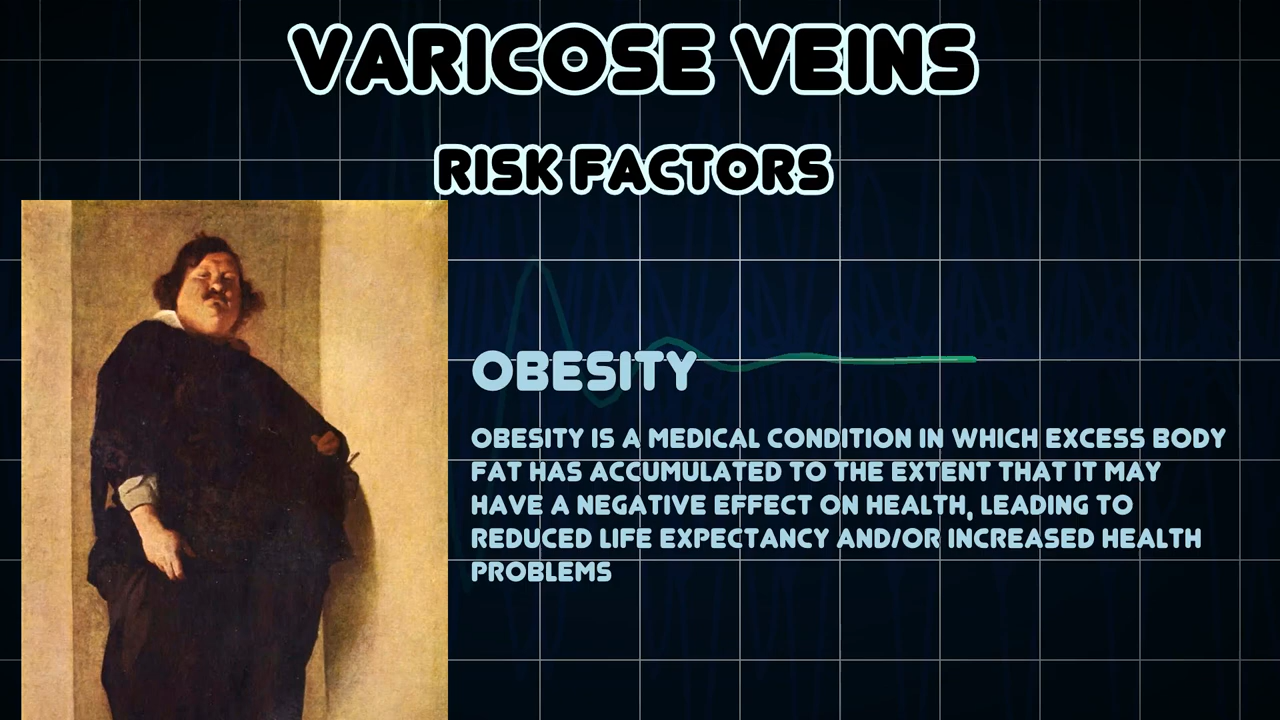 VARICOSE VEINS
RISK FACTORS
OBESITY
OBESITY IS A MEDICAL CONDITION IN WHICH EXCESS BODY
FAT HAS ACCUMULATED TO THE EXTENT THAT IT MAY
HAVE A NEGATIVE EFFECT ON HEALTH, LEADING TO
REDUCED LIFE EXPECTANCY AND/OR INCREASED HEALTH
PROBLEMS